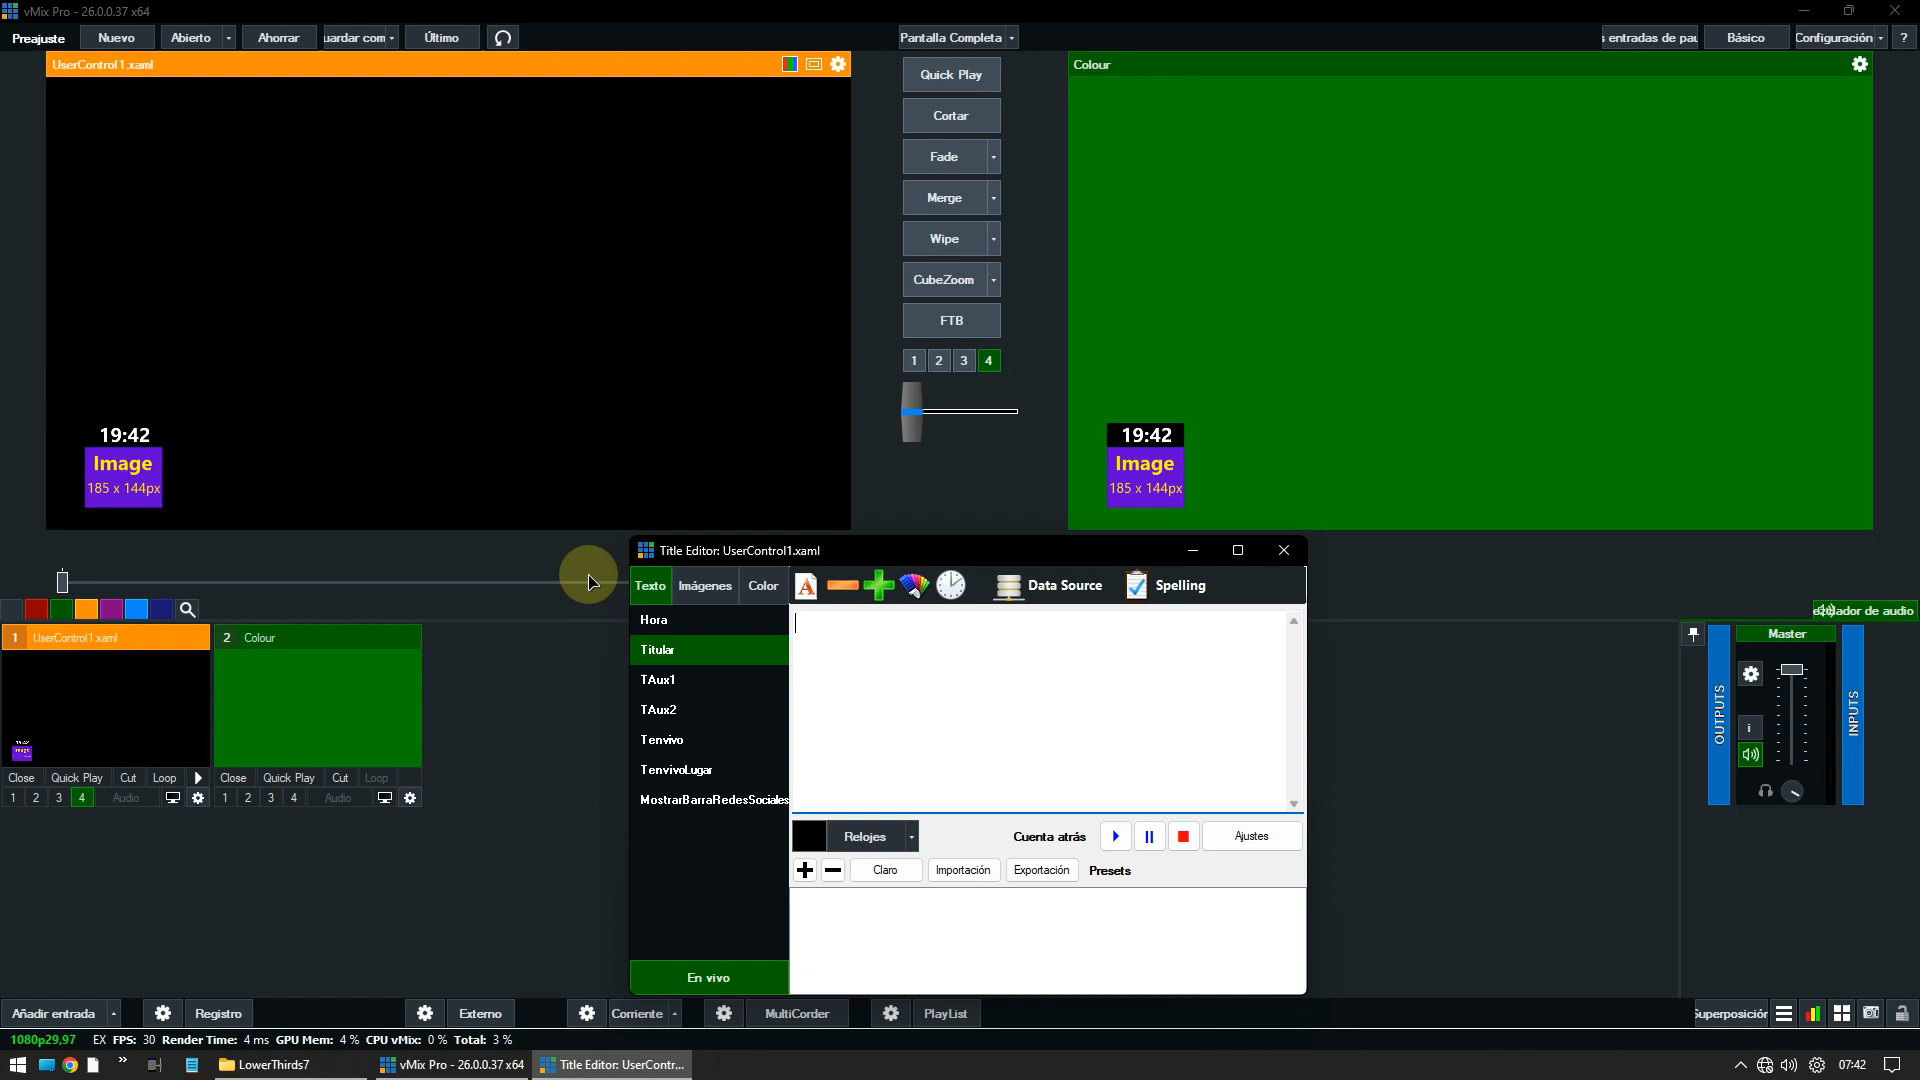 vMix Pro - 26.0.0.37 x64
Preajuste
Nuevo
Abierto
Ahorrar
uardar com
Último
Pantalla Completa
s entradas de pau
Básico
Configuración
?
UserControl1.xaml
Colour
Quick Play
Cortar
Fade
Merge
Wipe
CubeZoom
FTB
1 2 3 4
19:42
Image
185 x 144px
19:42
Image
185 x 144px
Title Editor: UserControl1.xaml
Texto
Imágenes
Color
A
Data Source
Spelling
Hora
Titular
TAux1
TAux2
Tenvivo
TenvivoLugar
MostrarBarraRedesSociales
Relojes
Cuenta atrás
Ajustes
Claro
Importación
Exportación
Presets
En vivo
1 UserControl1.xaml
19:42
Image
Close Quick Play Cut Loop
1 2 3 4 Audio
2 Colour
Close Quick Play Cut Loop
1 2 3 4 Audio
dor de audio
Master
OUTPUTS
i
INPUTS
Añadir entrada
Registro
Externo
Corriente
MultiCorder
PlayList
Superposición
1080p29,97 EX FPS: 30 Render Time: 4 ms GPU Mem: 4 % CPU vMix: 0 % Total: 3 %
LowerThirds7
vMix Pro - 26.0.0.37 x64
Title Editor: UserContr...
07:42